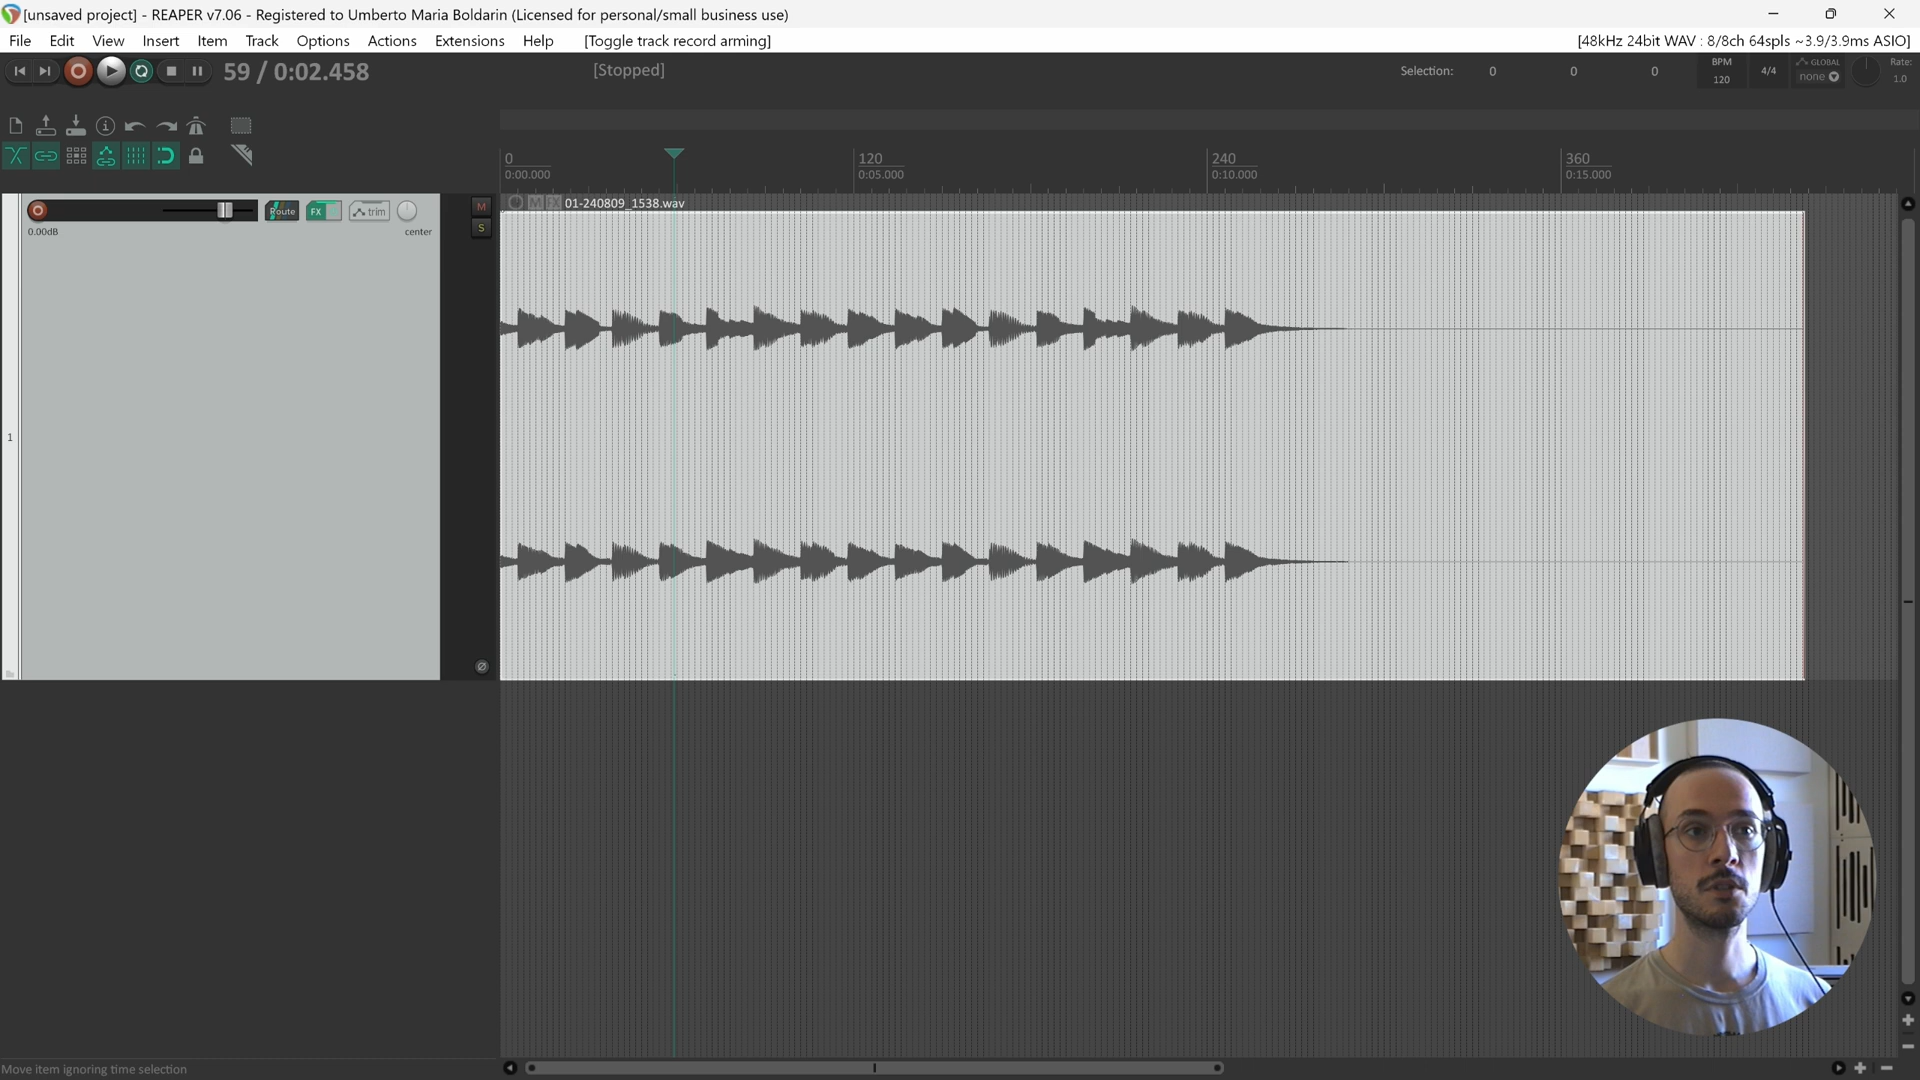 [unsaved project] - REAPER v7.06 - Registered to Umberto Maria Boldarin (Licensed for personal/small business use)
File Edit View Insert Item Track Options Actions Extensions Help [Toggle track record arming] [48kHz 24bit WAV : 8/8ch 64spls ~3.9/3.9ms ASIO]
59 / 0:02.458 [Stopped] Selection: 0 0 0 BPM 120 4/4 GLOBAL none Rate: 1.0
0 120 240 360
0:00.000 0:05.000 0:10.000 0:15.000
Route FX trim M M FX 01-240809_1538.wav
0.00dB center S
1
Move item ignoring time selection